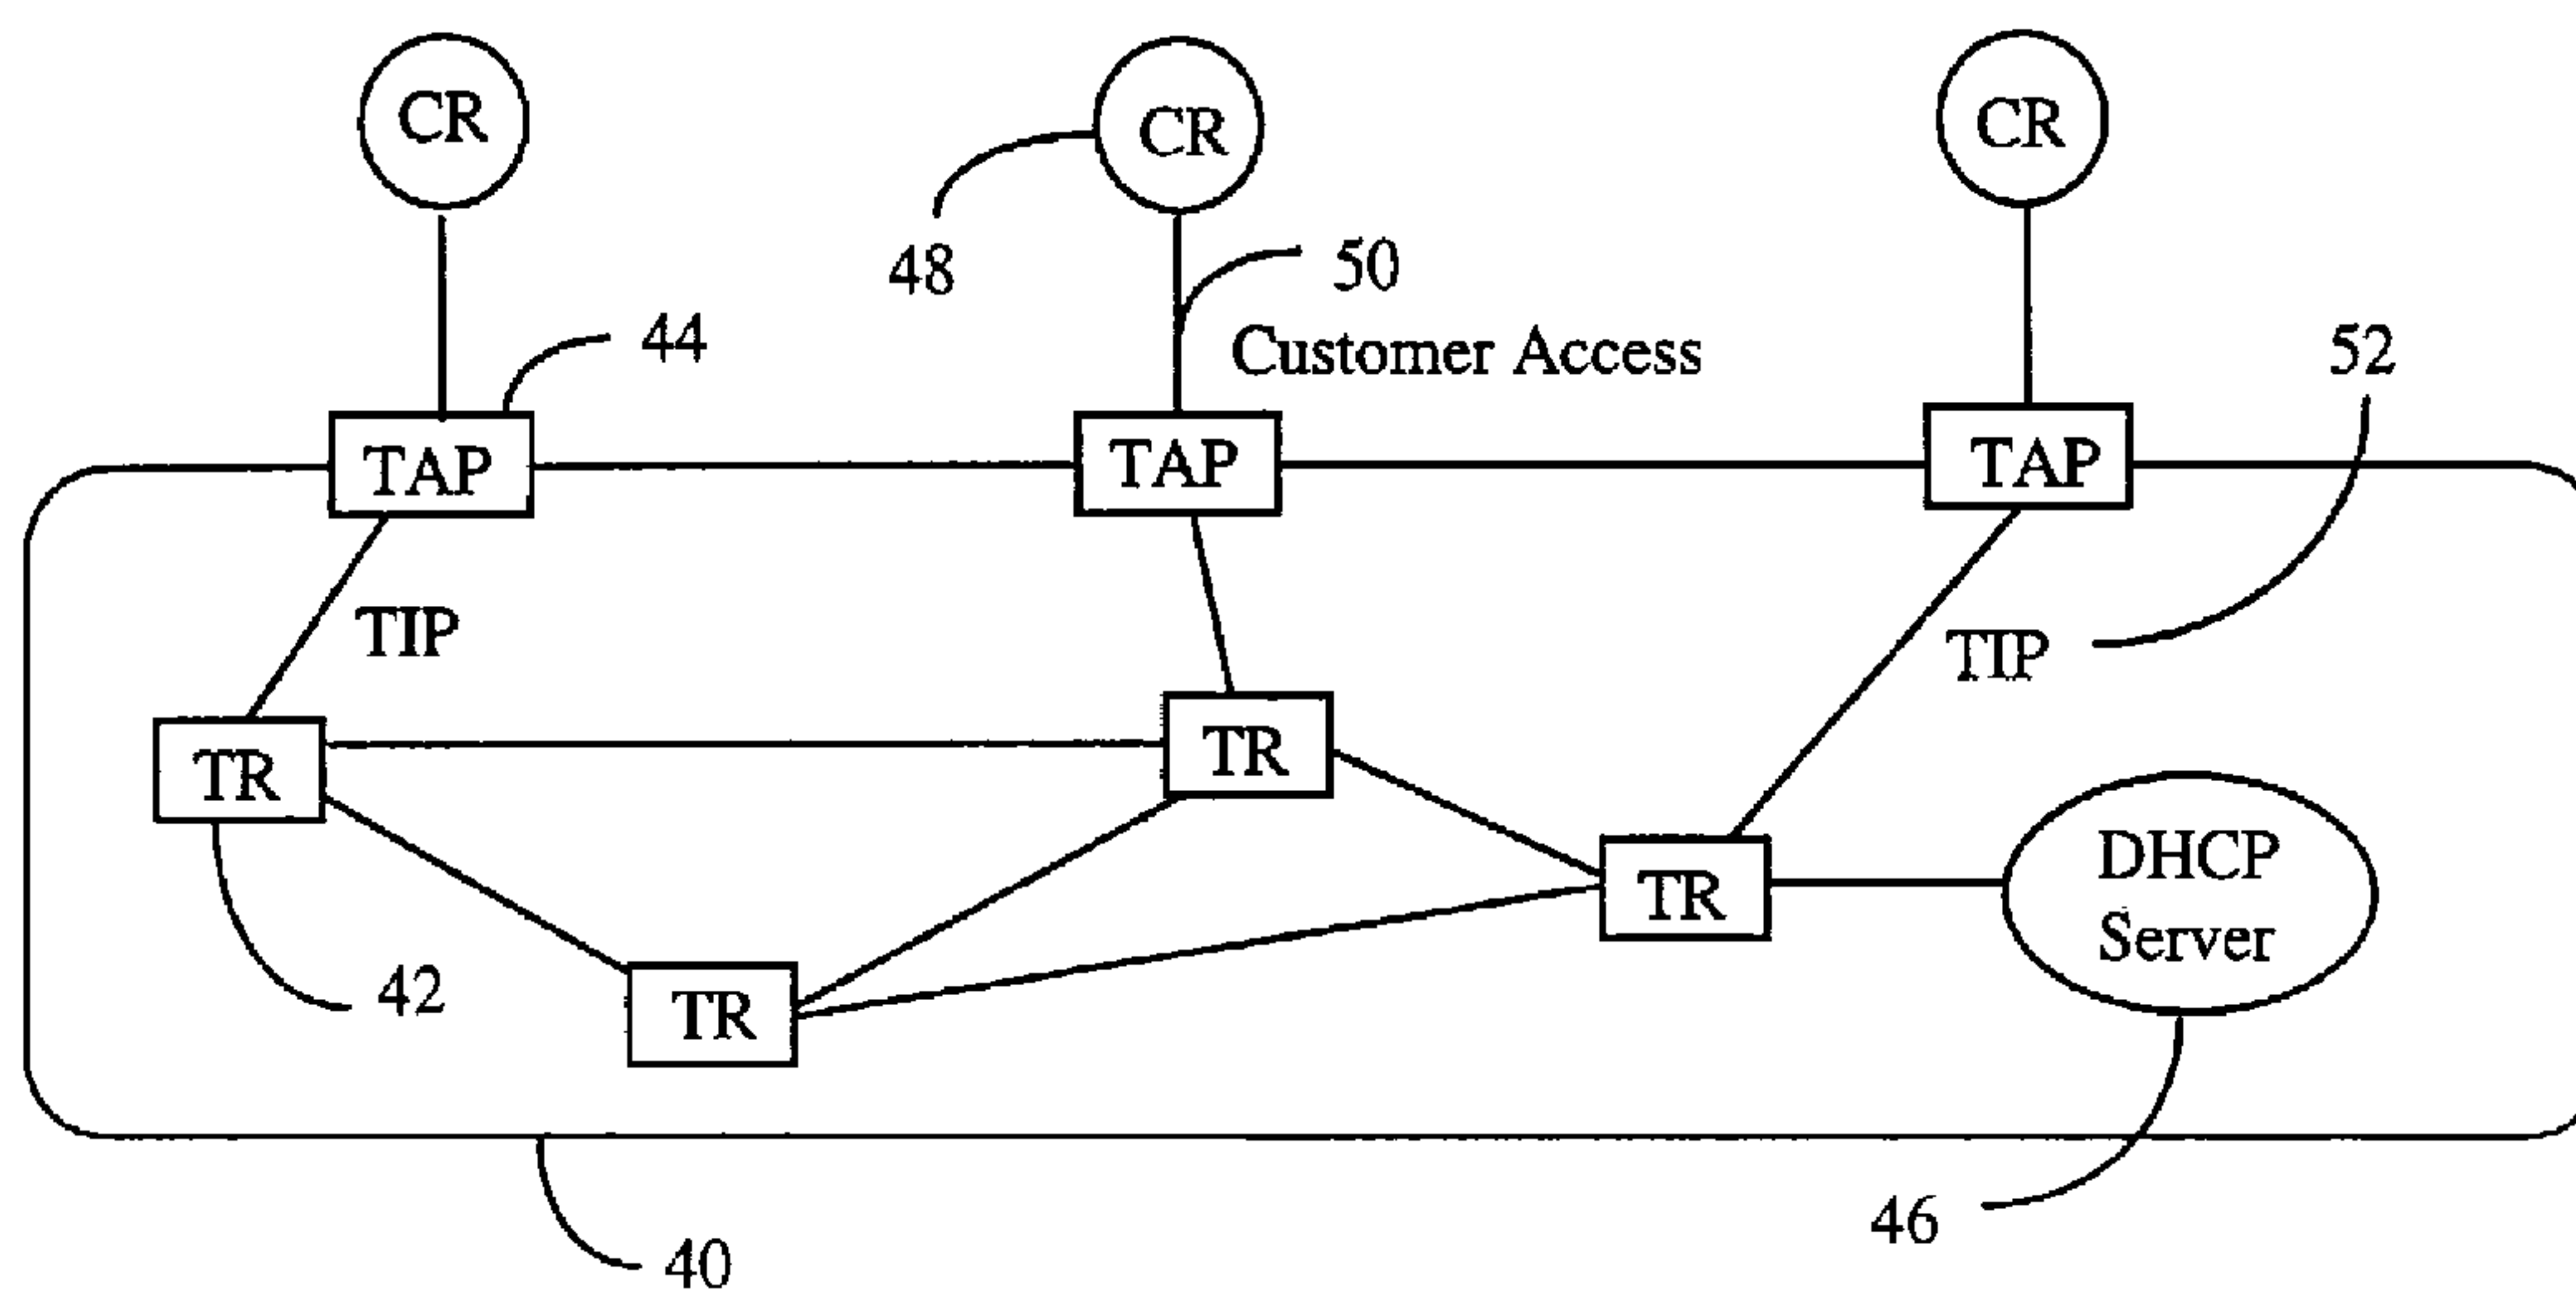 CR
CR
CR
48
50
44
Customer Access
52
TAP
TAP
TAP
TIP
TIP
TR
TR
TR
DHCP
Server
42
TR
46
40